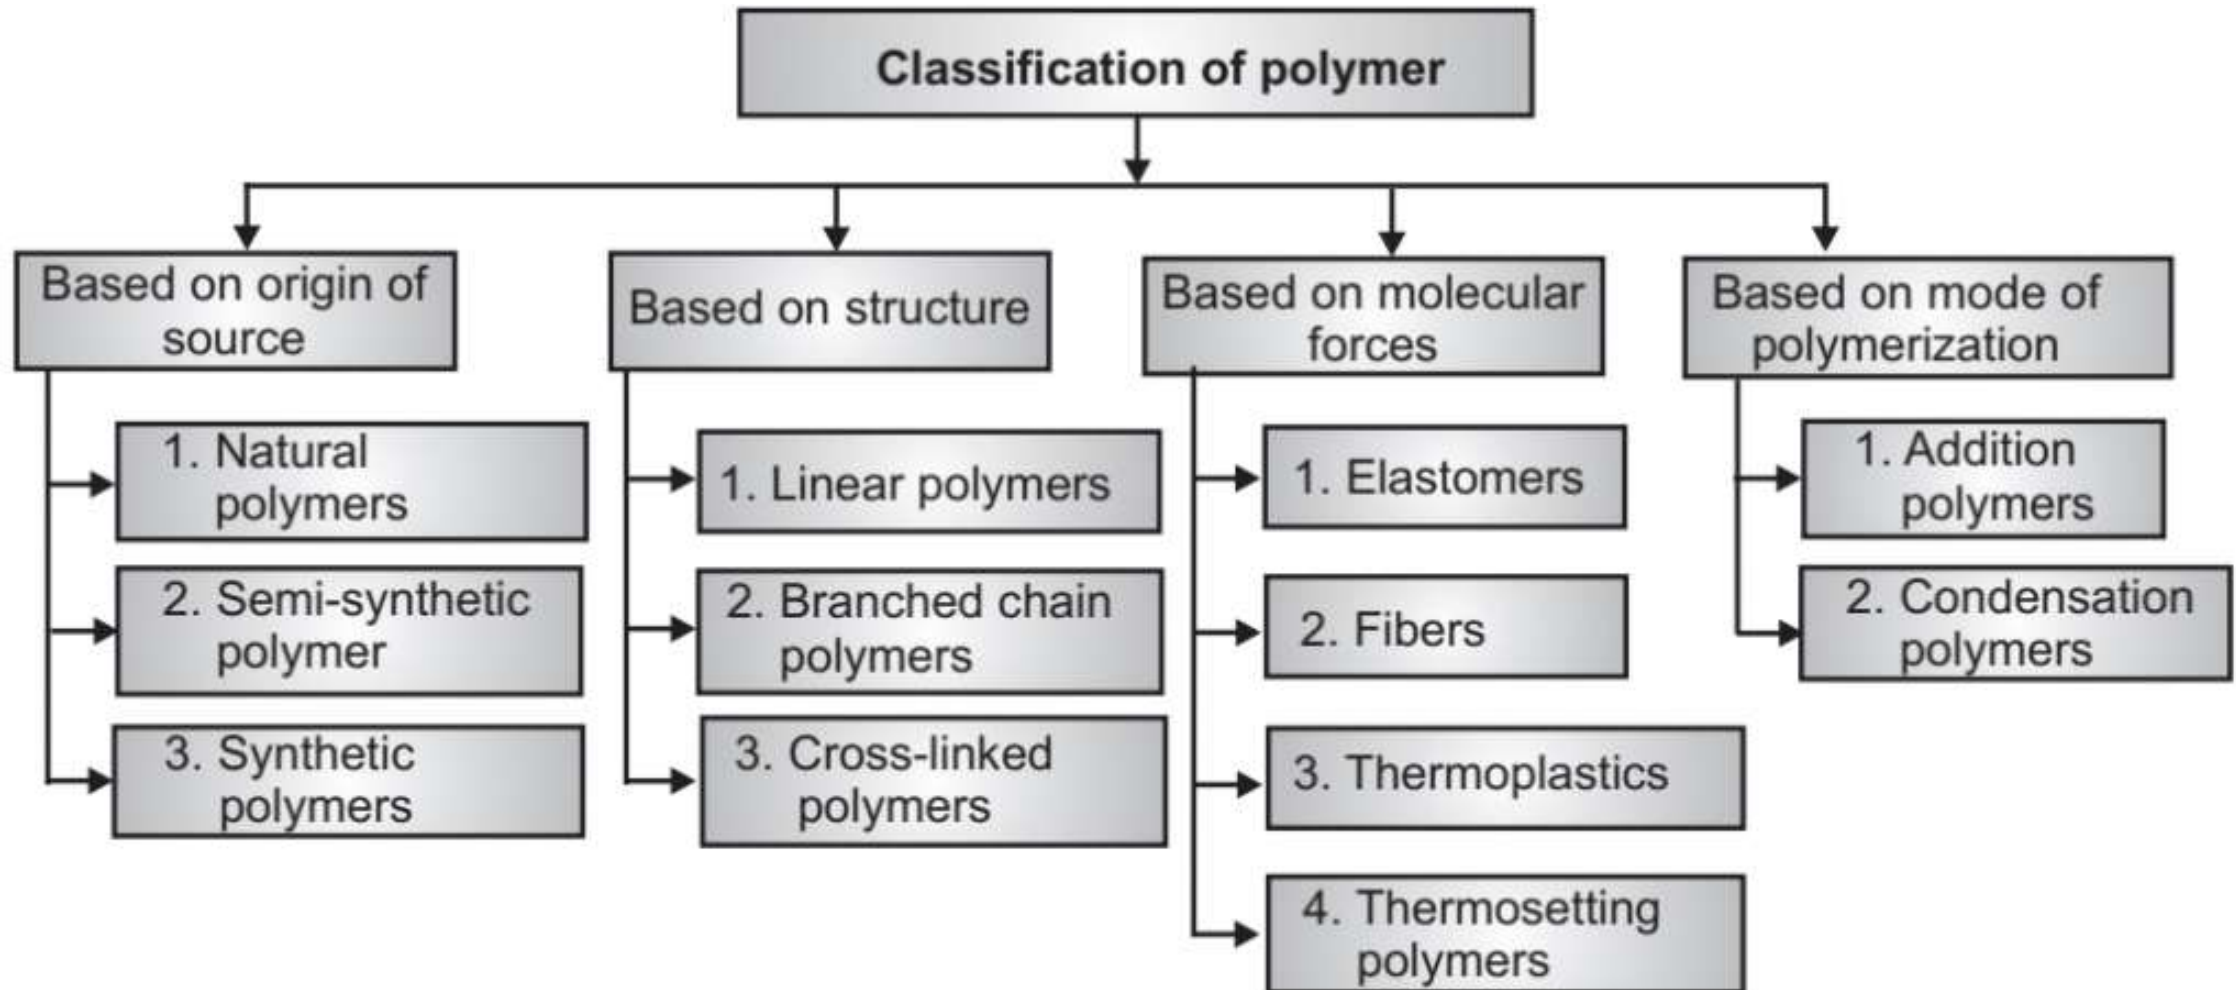 Classification of polymer
Based on origin of
source
1. Natural
polymers
2. Semi-synthetic
polymer
3. Synthetic
polymers
Based on structure
1. Linear polymers
2. Branched chain
polymers
3. Cross-linked
polymers
Based on molecular
forces
1. Elastomers
2. Fibers
3. Thermoplastics
4. Thermosetting
polymers
Based on mode of
polymerization
1. Addition
polymers
2. Condensation
polymers